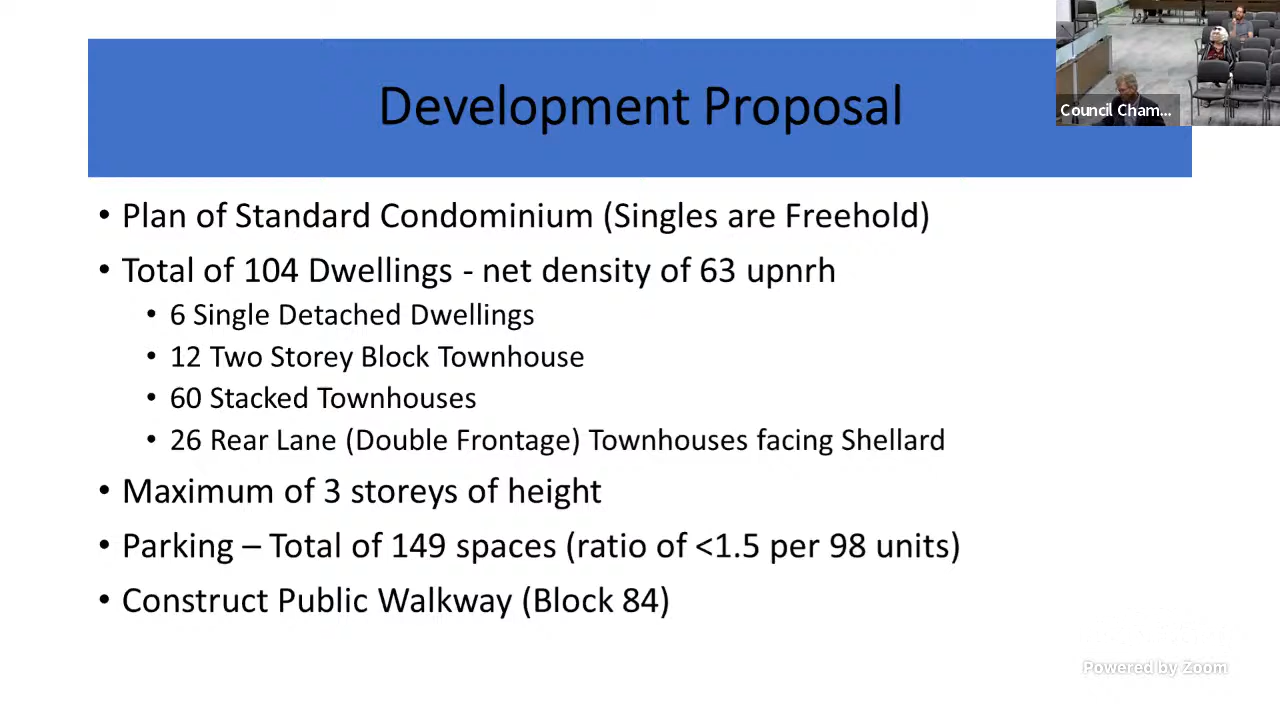 Development Proposal
Council Cham...
• Plan of Standard Condominium (Singles are Freehold)
• Total of 104 Dwellings - net density of 63 upnrh
• 6 Single Detached Dwellings
• 12 Two Storey Block Townhouse
• 60 Stacked Townhouses
• 26 Rear Lane (Double Frontage) Townhouses facing Shellard
• Maximum of 3 storeys of height
• Parking – Total of 149 spaces (ratio of <1.5 per 98 units)
• Construct Public Walkway (Block 84)
Powered by Zoom